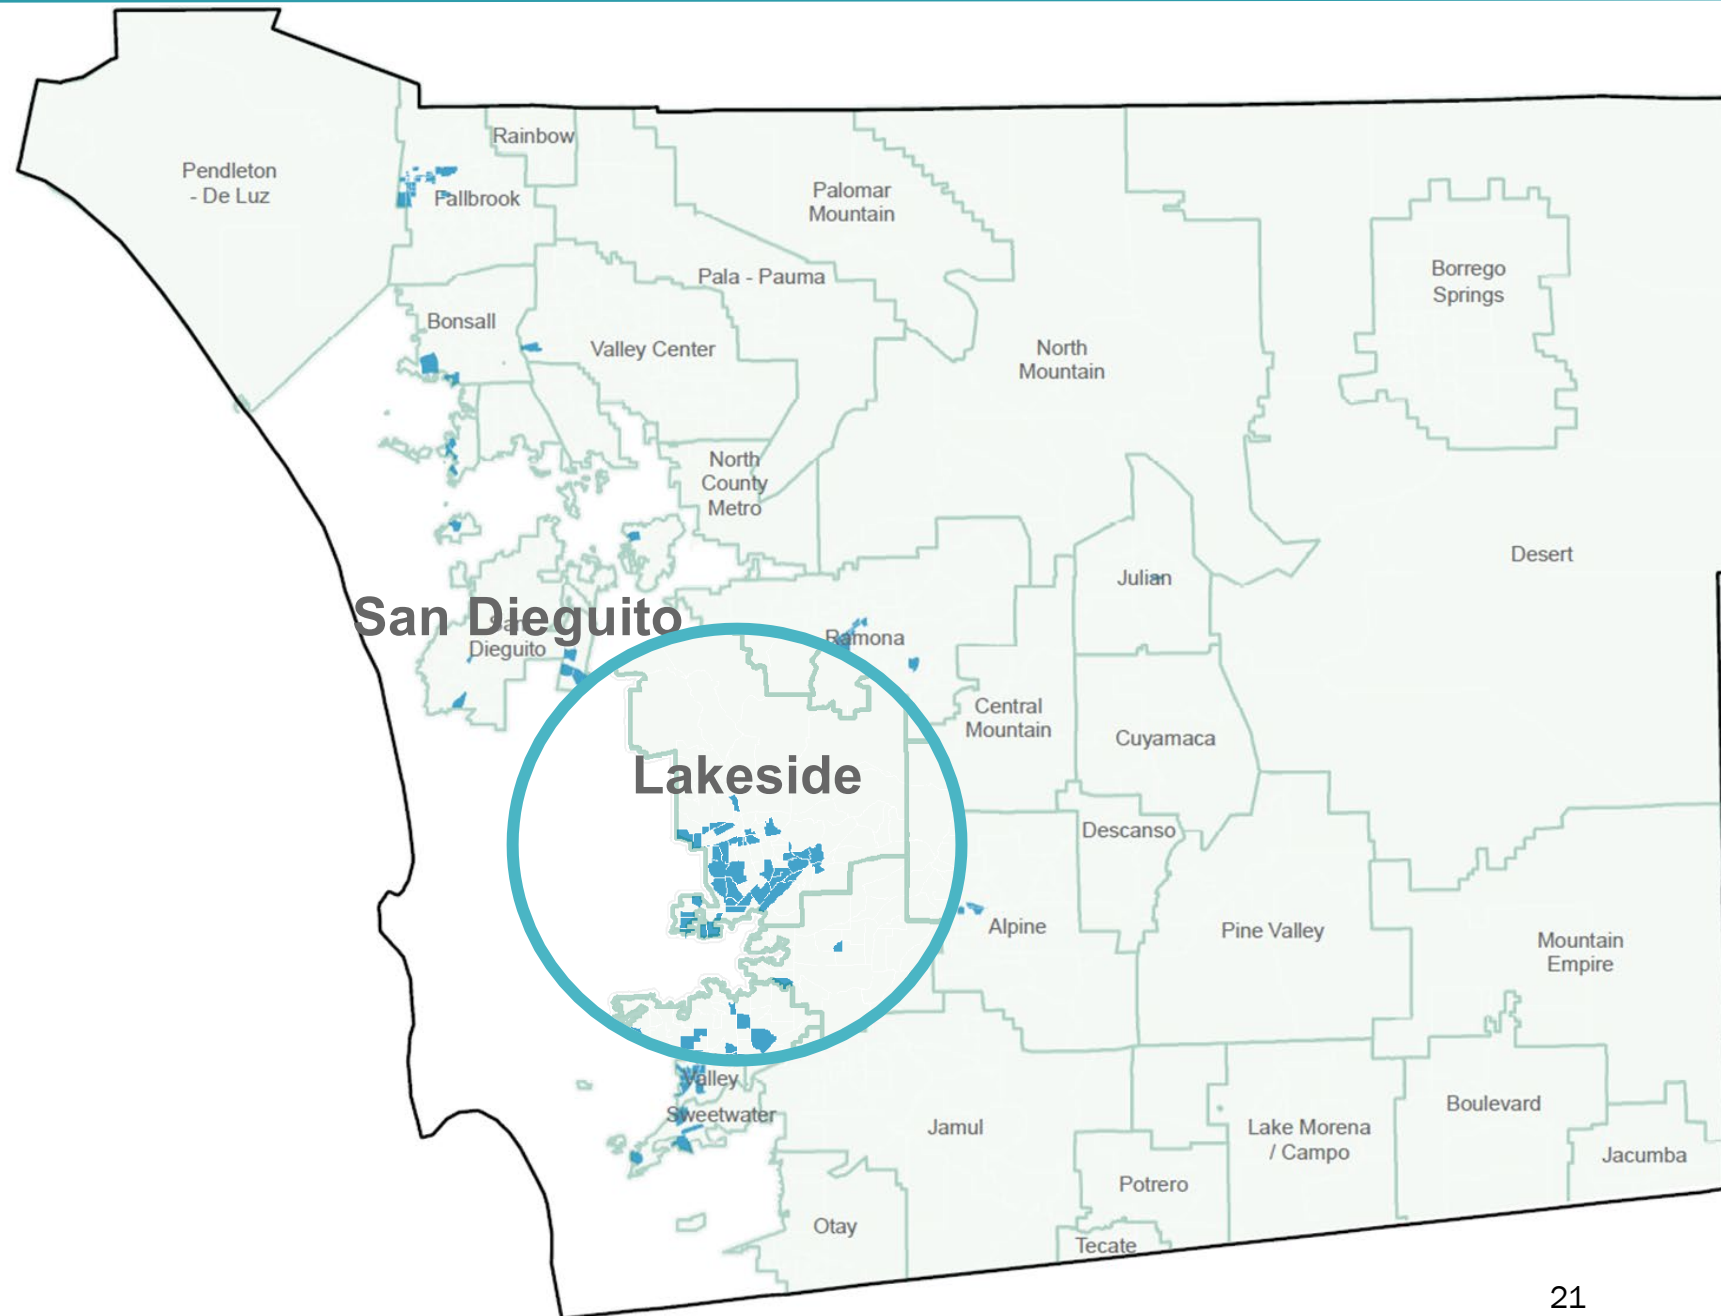 Rainbow
Pendleton
- De Luz
Fallbrook
Palomar
Mountain
Pala - Pauma
Borrego
Springs
Bonsall
Valley Center
North
Mountain
North
County
Metro
Desert
Julian
San Dieguito
San
Dieguito
Ramona
Central
Mountain
Cuyamaca
Lakeside
Descanso
Alpine
Pine Valley
Mountain
Empire
Valley
Sweetwater
Jamul
Lake Morena
/ Campo
Boulevard
Jacumba
Potrero
Otay
Tecate
21